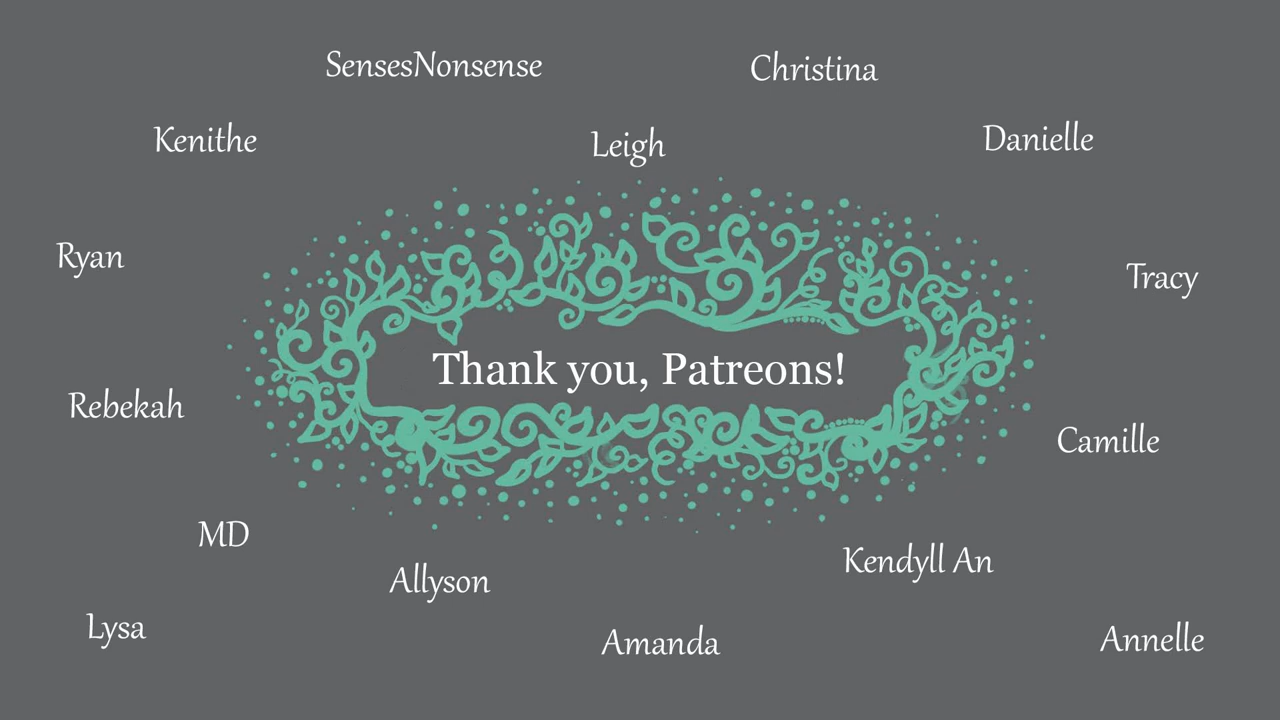 SensesNonsense
Christina
Kenithe
Leigh
Danielle
Ryan
Tracy
Thank you, Patreons!
Rebekah
Camille
MD
Allyson
Kendyll An
Lysa
Amanda
Annelle